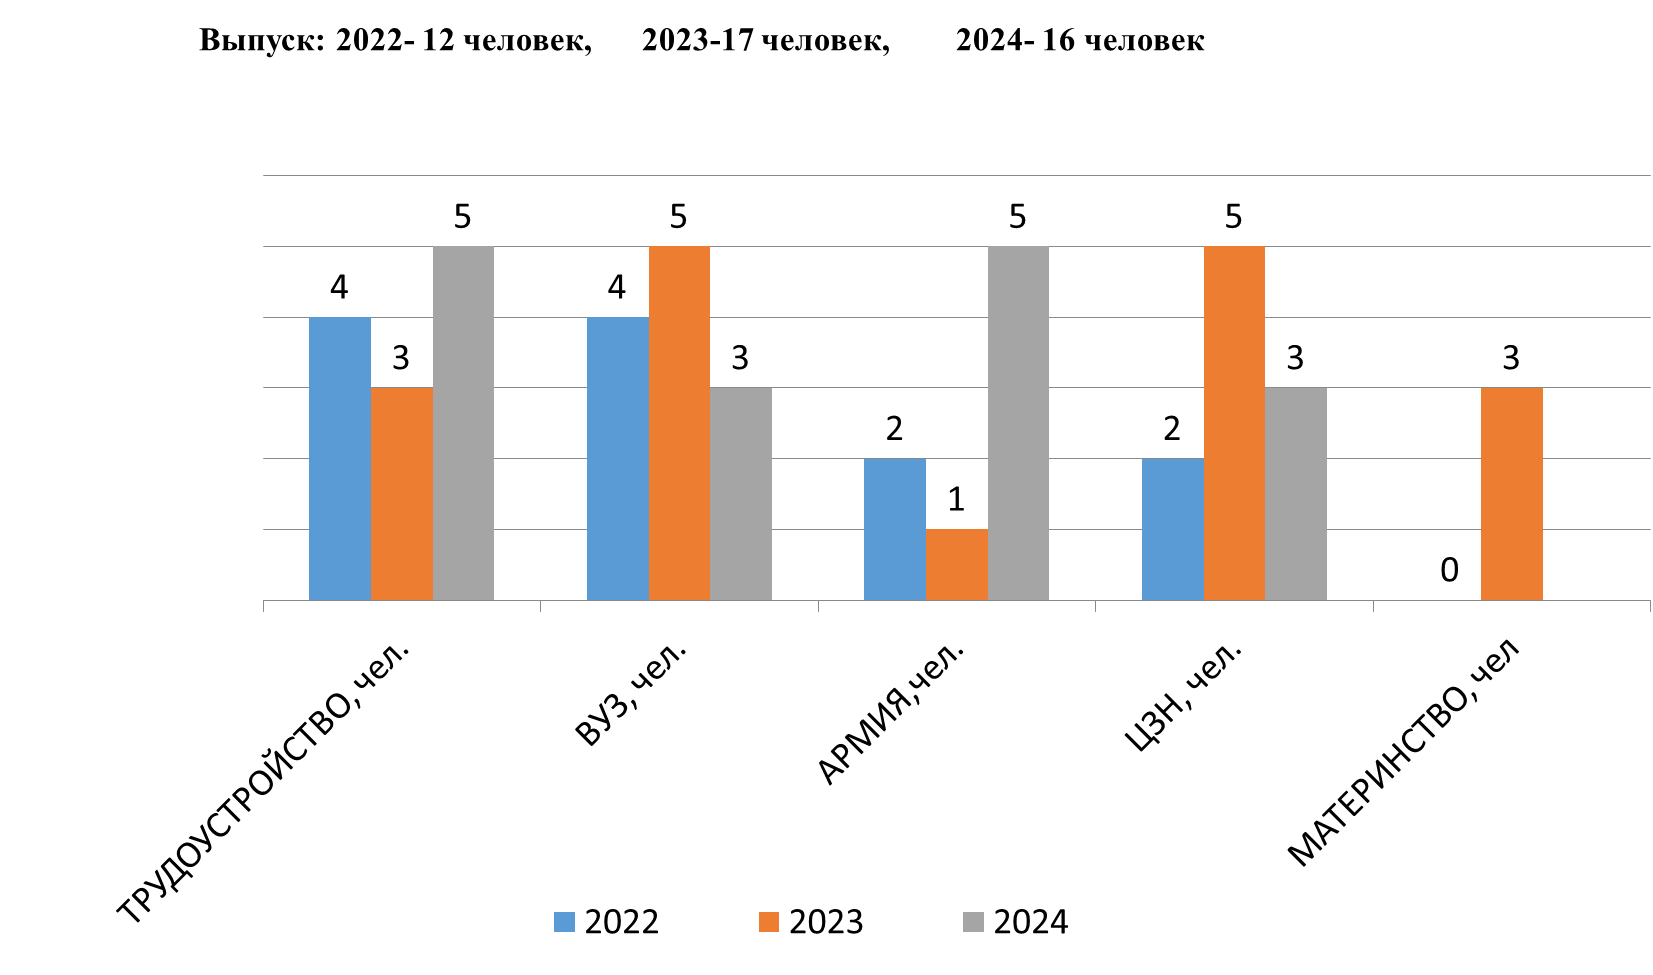 Выпуск: 2022- 12 человек, 2023-17 человек, 2024- 16 человек
5 5 5 5
4 4
3 3 3 3
2 2
1
0
ТРУДОУСТРОЙСТВО, чел.
ВУЗ, чел.
АРМИЯ,чел.
ЦЗН, чел.
МАТЕРИНСТВО, чел
2022 2023 2024